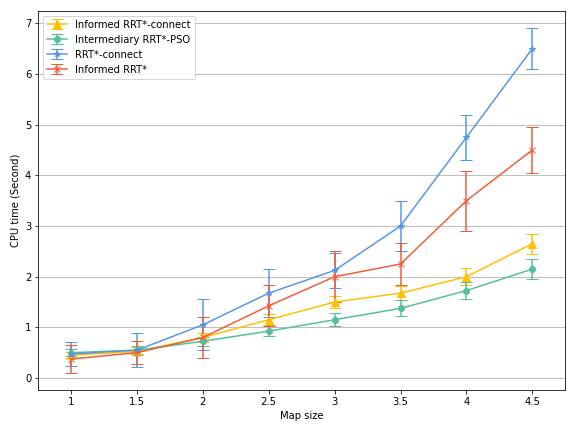 Informed RRT*-connect
Intermediary RRT*-PSO
RRT*-connect
Informed RRT*
7
6
5
4
3
2
1
0
CPU time (Second)
1 1.5 2 2.5 3 3.5 4 4.5
Map size